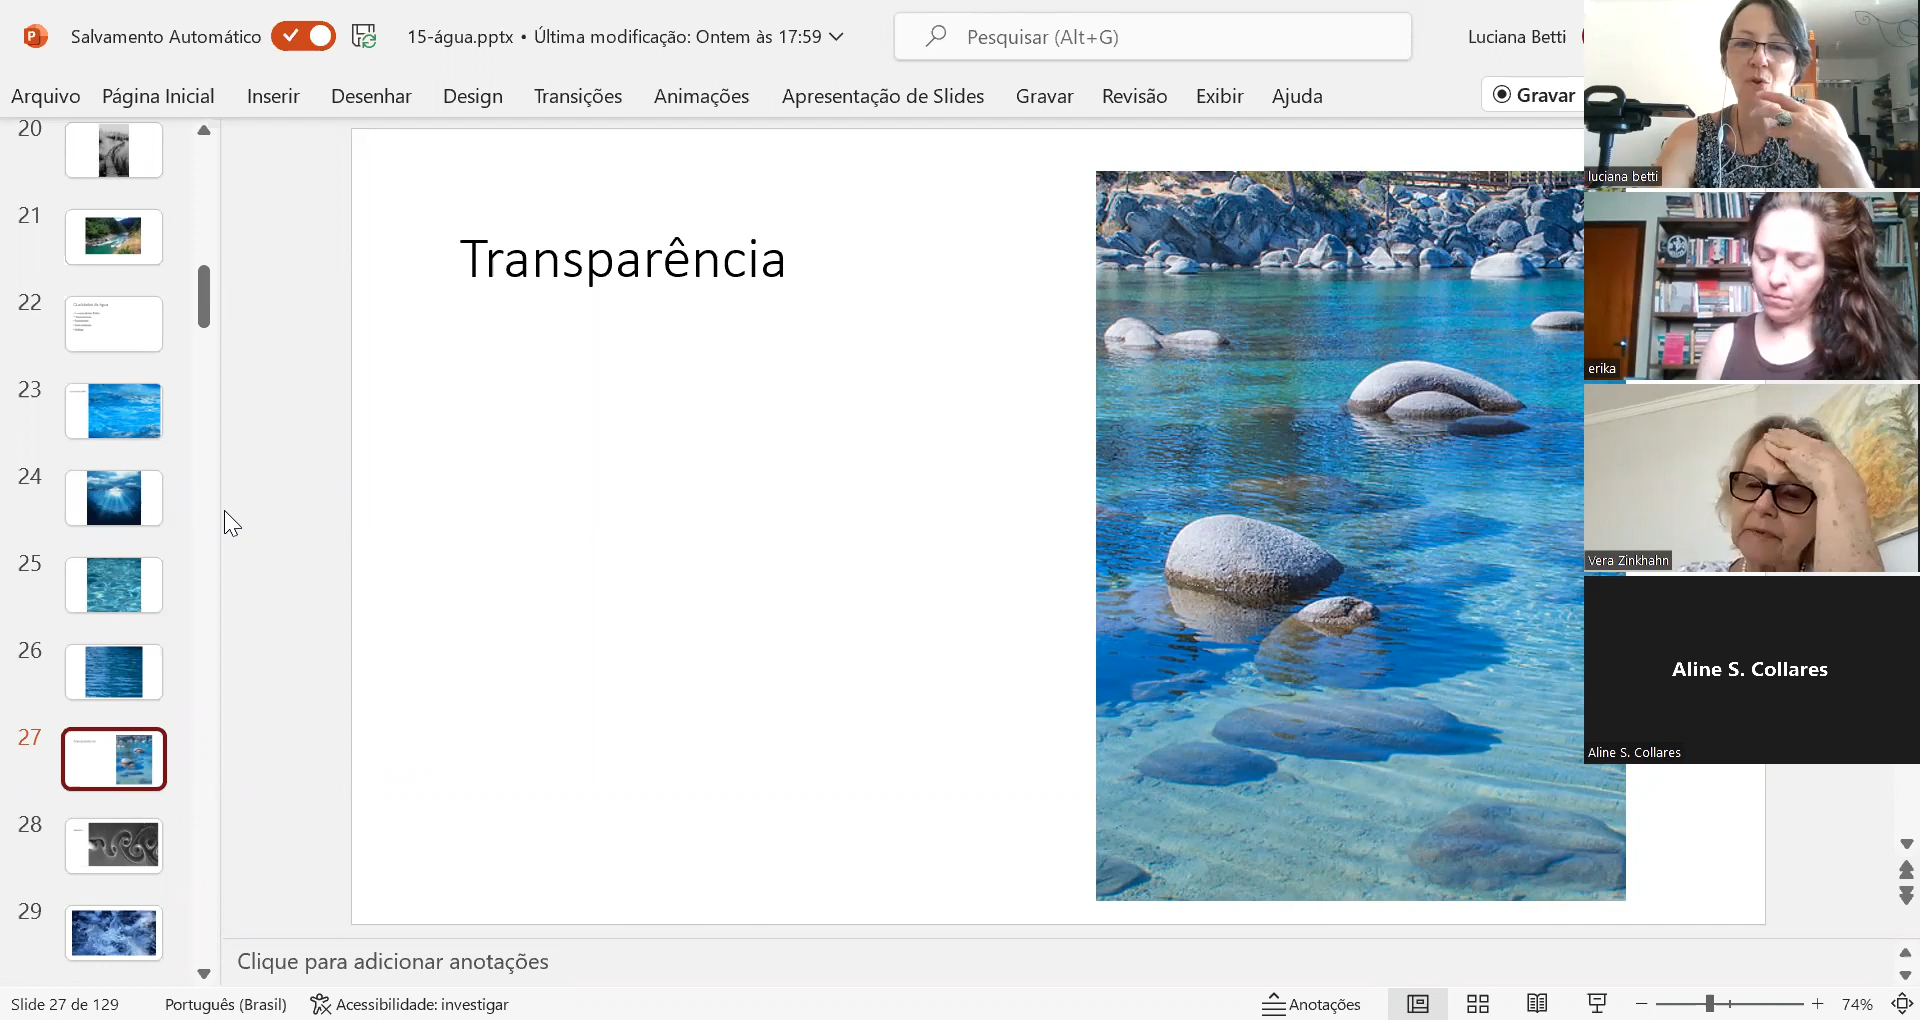 Salvamento Automático
15-água.pptx • Última modificação: Ontem às 17:59
Pesquisar (Alt+G)
Luciana Betti
Arquivo Página Inicial Inserir Desenhar Design Transições Animações Apresentação de Slides Gravar Revisão Exibir Ajuda
Gravar
20
21
22
23
24
25
26
27
28
29
Transparência
luciana betti
erika
Vera Zinkhahn
Aline S. Collares
Aline S. Collares
Clique para adicionar anotações
Slide 27 de 129
Português (Brasil)
Acessibilidade: investigar
Anotações
74%